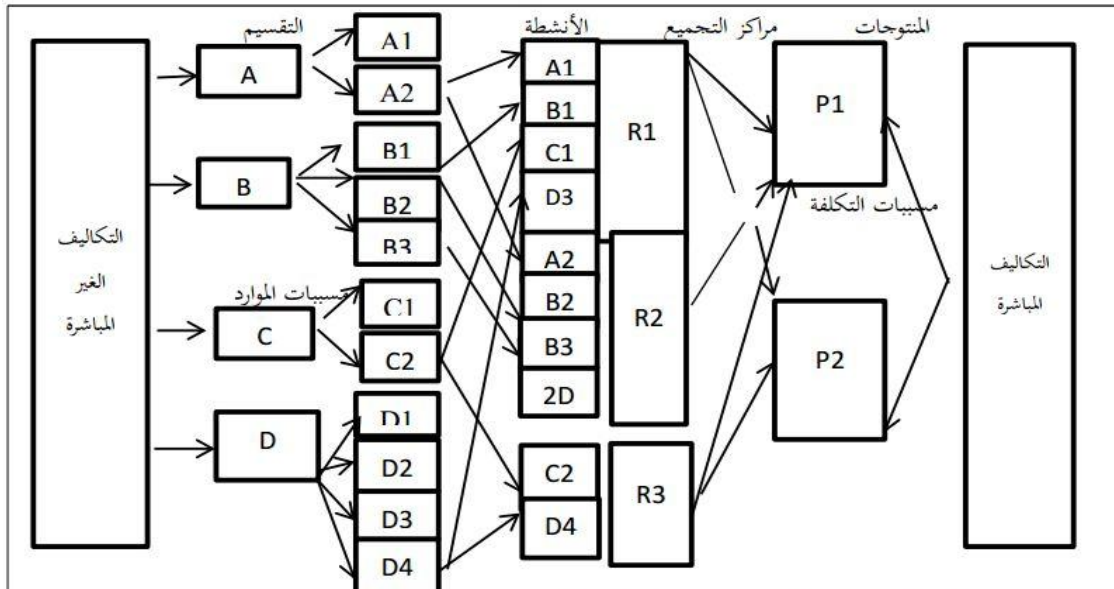 التقسيم
الأنشطة
مراكز التجميع
المنتوجات
التكاليف
الغير
المباشرة
A
B
مسببات الموارد
C
D
A1
A2
B1
B2
B3
C1
C2
D1
D2
D3
D4
A1
B1
C1
D3
A2
B2
B3
2D
C2
D4
R1
R2
R3
P1
مسببات التكلفة
P2
التكاليف
المباشرة